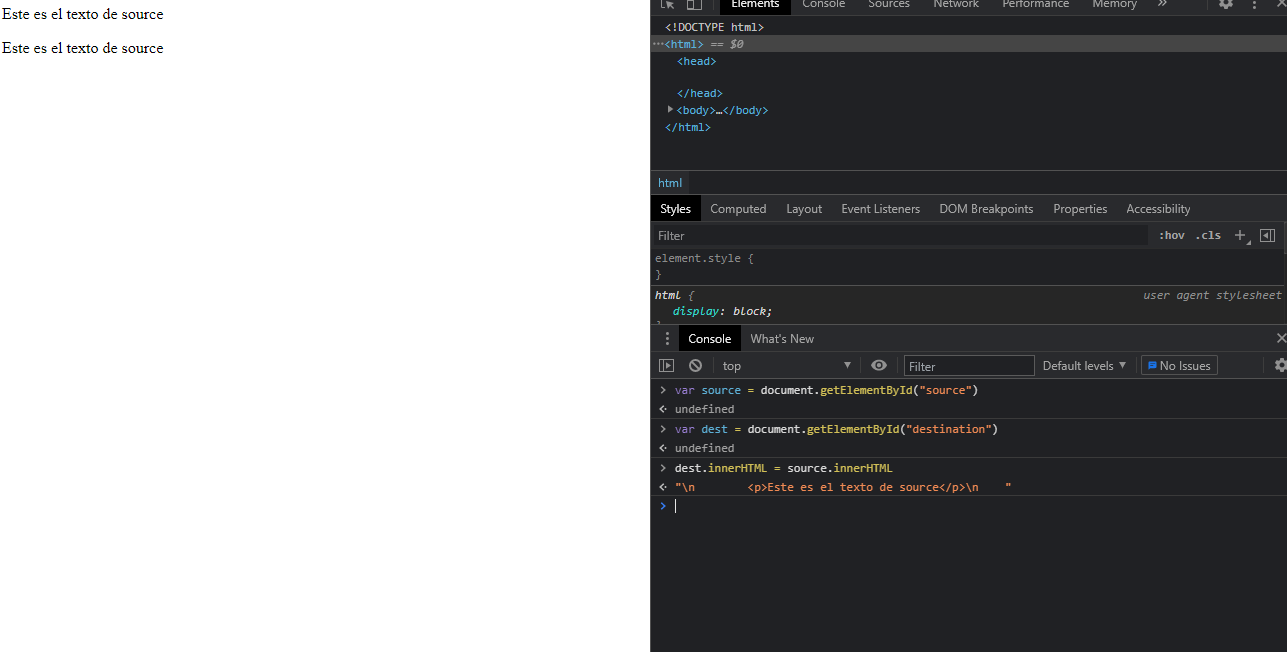 Este es el texto de source
Este es el texto de source
Elements Console Sources Network Performance Memory »
<!DOCTYPE html>
···<html> == $0
<head>
</head>
▶<body>…</body>
</html>
html
Styles Computed Layout Event Listeners DOM Breakpoints Properties Accessibility
Filter :hov .cls +
element.style {
}
html { user agent stylesheet
display: block;
}
Console What's New
top ▼ Filter Default levels ▼ No Issues
> var source = document.getElementById("source")
<· undefined
> var dest = document.getElementById("destination")
<· undefined
> dest.innerHTML = source.innerHTML
<· "\n        <p>Este es el texto de source</p>\n    "
>